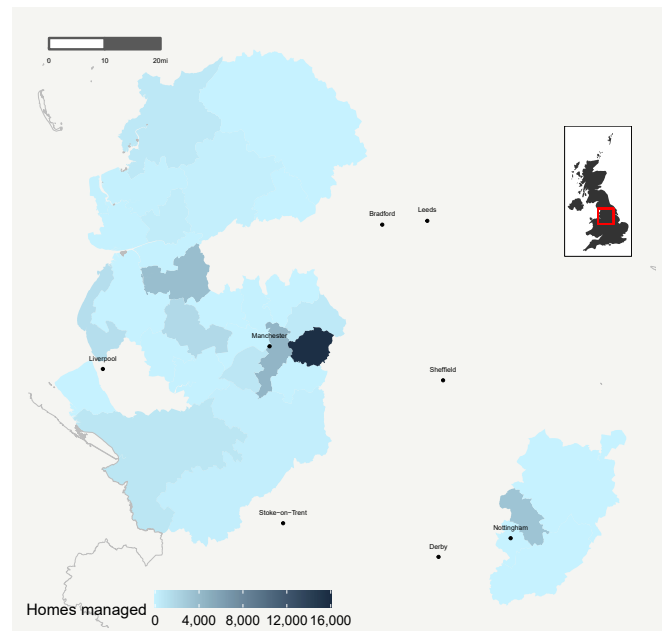 0 10 20mi
Bradford Leeds
Manchester
Liverpool
Sheffield
Stoke−on−Trent
Nottingham
Derby
Homes managed
0 4,000 8,000 12,000 16,000